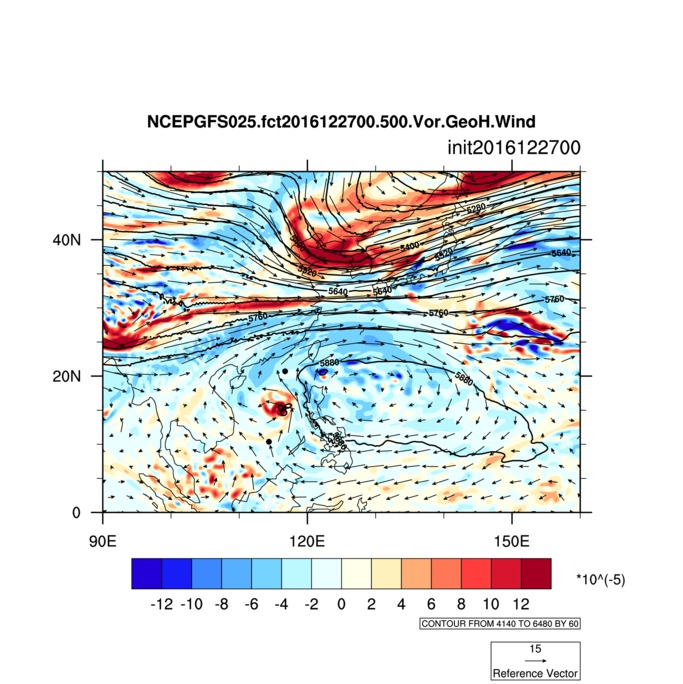 NCEPGFS025.fct2016122700.500.Vor.GeoH.Wind
init2016122700
5280
40N
5400
5520
5640
5520
5640
5640
5760
5760
5760
5880
20N
5880
0
90E
120E
150E
-12 -10 -8 -6 -4 -2 0 2 4 6 8 10 12
*10^(-5)
CONTOUR FROM 4140 TO 6480 BY 60
15
Reference Vector